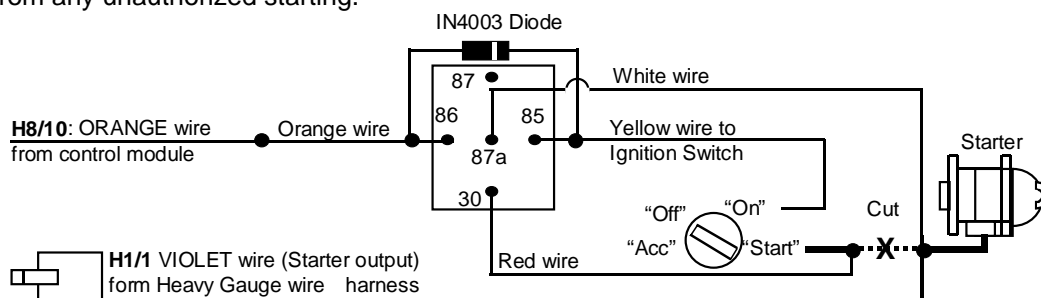 from any unauthorized starting.
IN4003 Diode
87
White wire
86
85
H8/10: ORANGE wire
from control module
Orange wire
87a
Yellow wire to
Ignition Switch
Starter
30
“Off”
“On”
Cut
“Acc”
“Start”
X
Red wire
H1/1 VIOLET wire (Starter output)
form Heavy Gauge wire harness